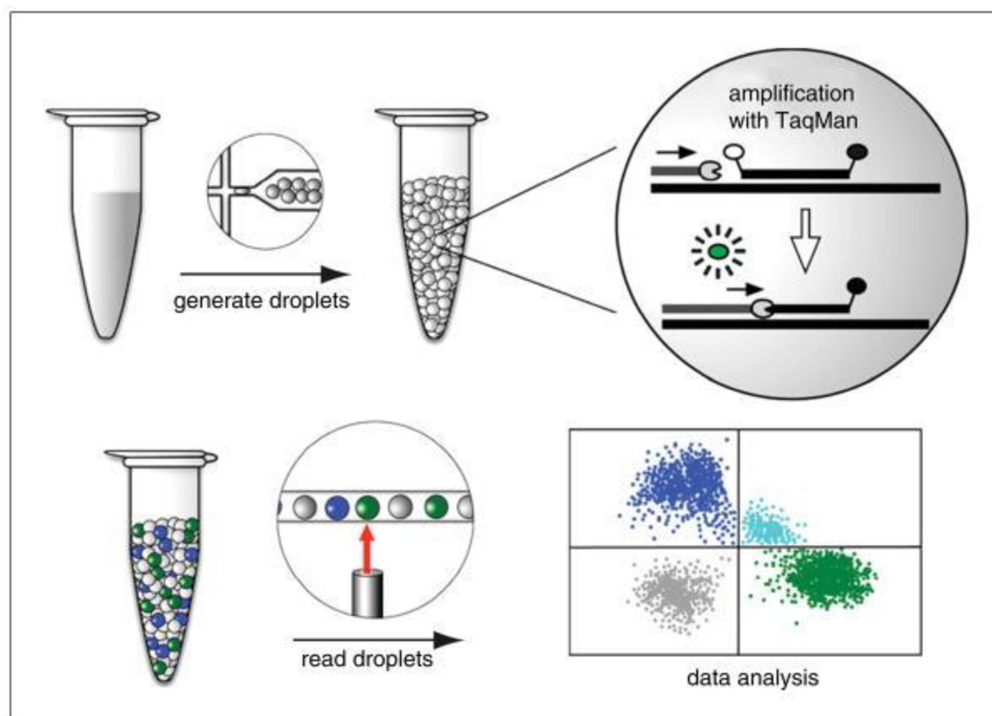 amplification
with TaqMan
generate droplets
read droplets
data analysis